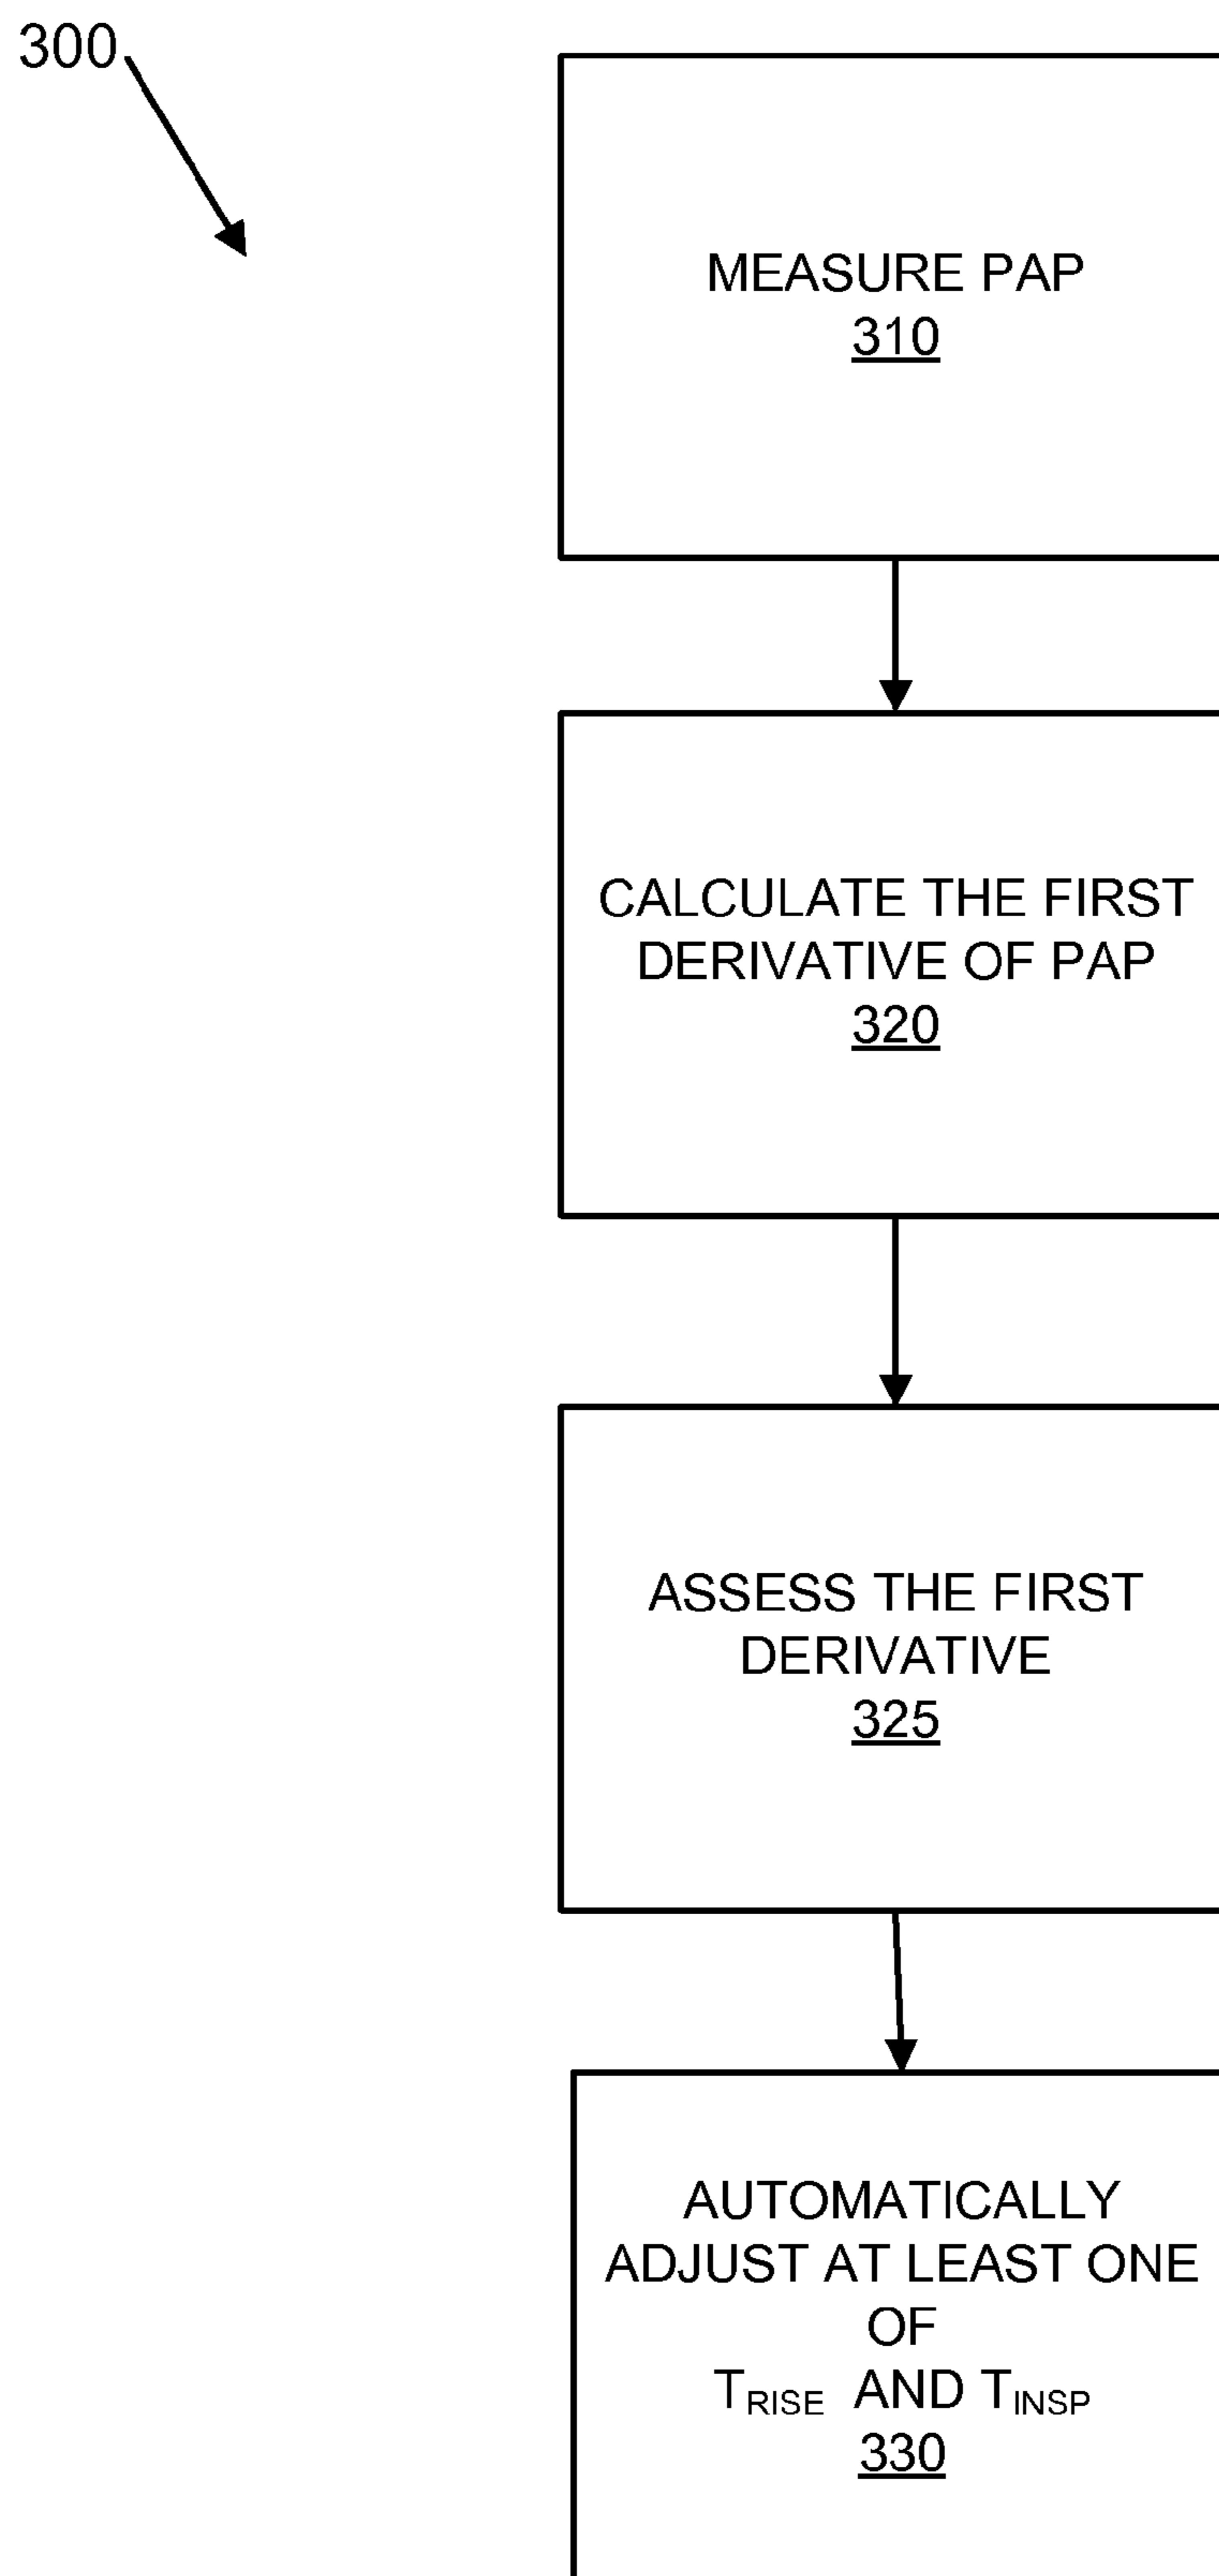 300
MEASURE PAP
310
CALCULATE THE FIRST
DERIVATIVE OF PAP
320
ASSESS THE FIRST
DERIVATIVE
325
AUTOMATICALLY
ADJUST AT LEAST ONE
OF
TRISE AND TINSP
330